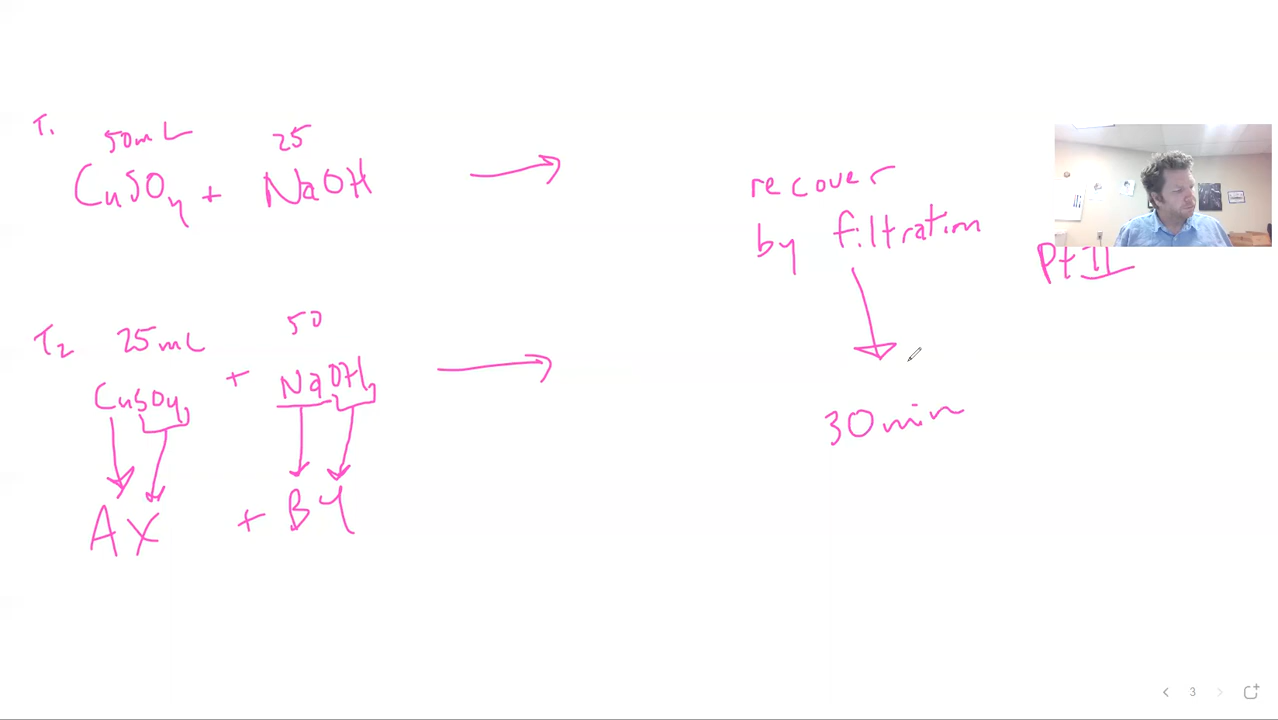 T1
50mL 25
CuSO4 + NaOH
recover
by filtration
Pt II
T2 25mL 50
CuSO4 + NaOH
30min
AX + BY
3